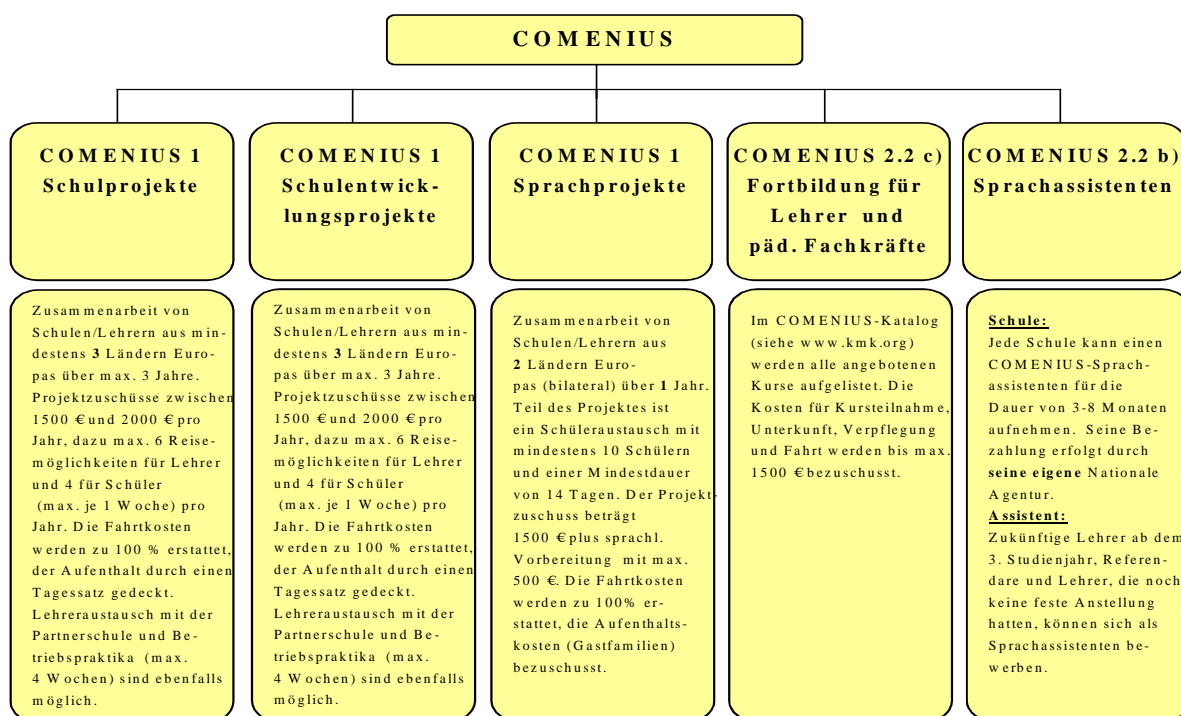 COMENIUS
COMENIUS 1
Schulprojekte
COMENIUS 1
Schulentwick-
lungsprojekte
COMENIUS 1
Sprachprojekte
COMENIUS 2.2 c)
Fortbildung für
Lehrer und
päd. Fachkräfte
COMENIUS 2.2 b)
Sprachassistenten
Zusammenarbeit von
Schulen/Lehrern aus min-
destens 3 Ländern Euro-
pas über max. 3 Jahre.
Projektzuschüsse zwischen
1500 € und 2000 € pro
Jahr, dazu max. 6 Reise-
möglichkeiten für Lehrer
und 4 für Schüler
(max. je 1 Woche) pro
Jahr. Die Fahrtkosten
werden zu 100 % erstattet,
der Aufenthalt durch einen
Tagessatz gedeckt.
Lehreraustausch mit der
Partnerschule und Be-
triebspraktika (max.
4 Wochen) sind ebenfalls
möglich.
Zusammenarbeit von
Schulen/Lehrern aus min-
destens 3 Ländern Euro-
pas über max. 3 Jahre.
Projektzuschüsse zwischen
1500 € und 2000 € pro
Jahr, dazu max. 6 Reise-
möglichkeiten für Lehrer
und 4 für Schüler
(max. je 1 Woche) pro
Jahr. Die Fahrtkosten
werden zu 100 % erstattet,
der Aufenthalt durch einen
Tagessatz gedeckt.
Lehreraustausch mit der
Partnerschule und Be-
triebspraktika (max.
4 Wochen) sind ebenfalls
möglich.
Zusammenarbeit von
Schulen/Lehrern aus
2 Ländern Euro-
pas (bilateral) über 1 Jahr.
Teil des Projektes ist
ein Schüleraustausch mit
mindestens 10 Schülern
und einer Mindestdauer
von 14 Tagen. Der Projekt-
zuschuss beträgt
1500 € plus sprachl.
Vorbereitung mit max.
500 €. Die Fahrtkosten
werden zu 100% er-
stattet, die Aufenthalts-
kosten (Gastfamilien)
bezuschusst.
Im COMENIUS-Katalog
(siehe www.kmk.org)
werden alle angebotenen
Kurse aufgelistet. Die
Kosten für Kursteilnahme,
Unterkunft, Verpflegung
und Fahrt werden bis max.
1500 € bezuschusst.
Schule:
Jede Schule kann einen
COMENIUS-Sprach-
assistenten für die
Dauer von 3-8 Monaten
aufnehmen. Seine Be-
zahlung erfolgt durch
seine eigene Nationale
Agentur.
Assistent:
Zukünftige Lehrer ab dem
3. Studienjahr, Referen-
dare und Lehrer, die noch
keine feste Anstellung
hatten, können sich als
Sprachassistenten be-
werben.